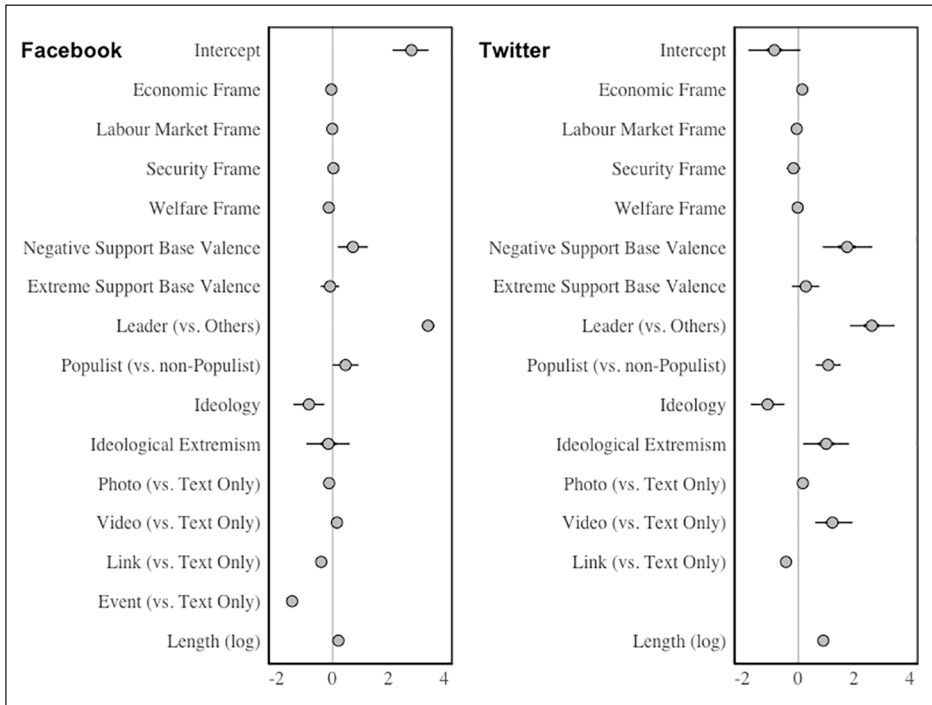 Facebook
Intercept
Economic Frame
Labour Market Frame
Security Frame
Welfare Frame
Negative Support Base Valence
Extreme Support Base Valence
Leader (vs. Others)
Populist (vs. non-Populist)
Ideology
Ideological Extremism
Photo (vs. Text Only)
Video (vs. Text Only)
Link (vs. Text Only)
Event (vs. Text Only)
Length (log)
-2 0 2 4
Twitter
Intercept
Economic Frame
Labour Market Frame
Security Frame
Welfare Frame
Negative Support Base Valence
Extreme Support Base Valence
Leader (vs. Others)
Populist (vs. non-Populist)
Ideology
Ideological Extremism
Photo (vs. Text Only)
Video (vs. Text Only)
Link (vs. Text Only)
Length (log)
-2 0 2 4